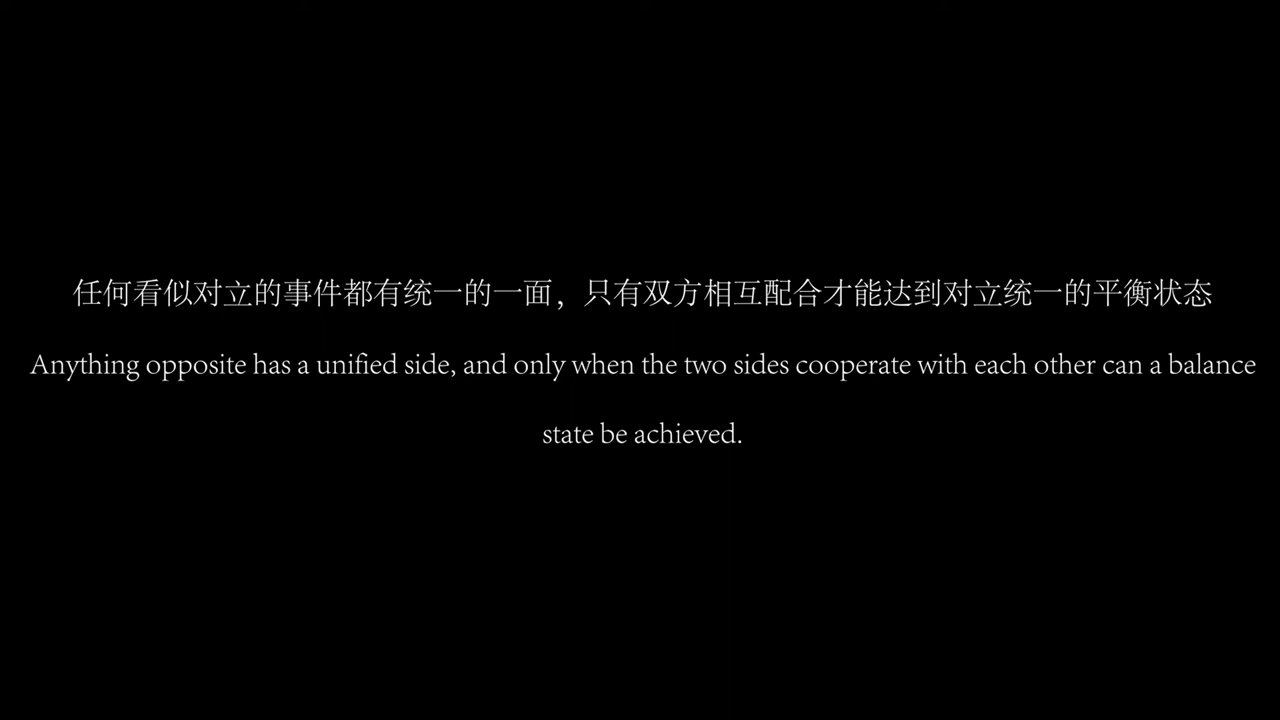 任何看似对立的事件都有统一的一面，只有双方相互配合才能达到对立统一的平衡状态
Anything opposite has a unified side, and only when the two sides cooperate with each other can a balance
state be achieved.